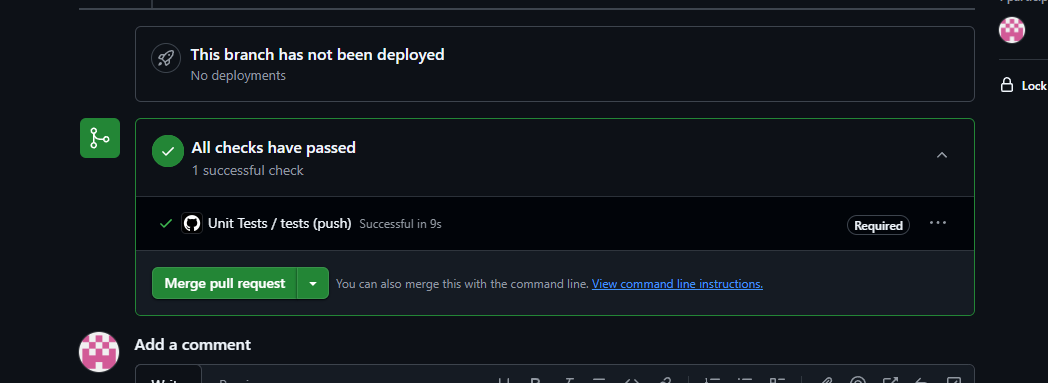 This branch has not been deployed
No deployments
Lock
All checks have passed
1 successful check
Unit Tests / tests (push) Successful in 9s
Required
Merge pull request
You can also merge this with the command line. View command line instructions.
Add a comment